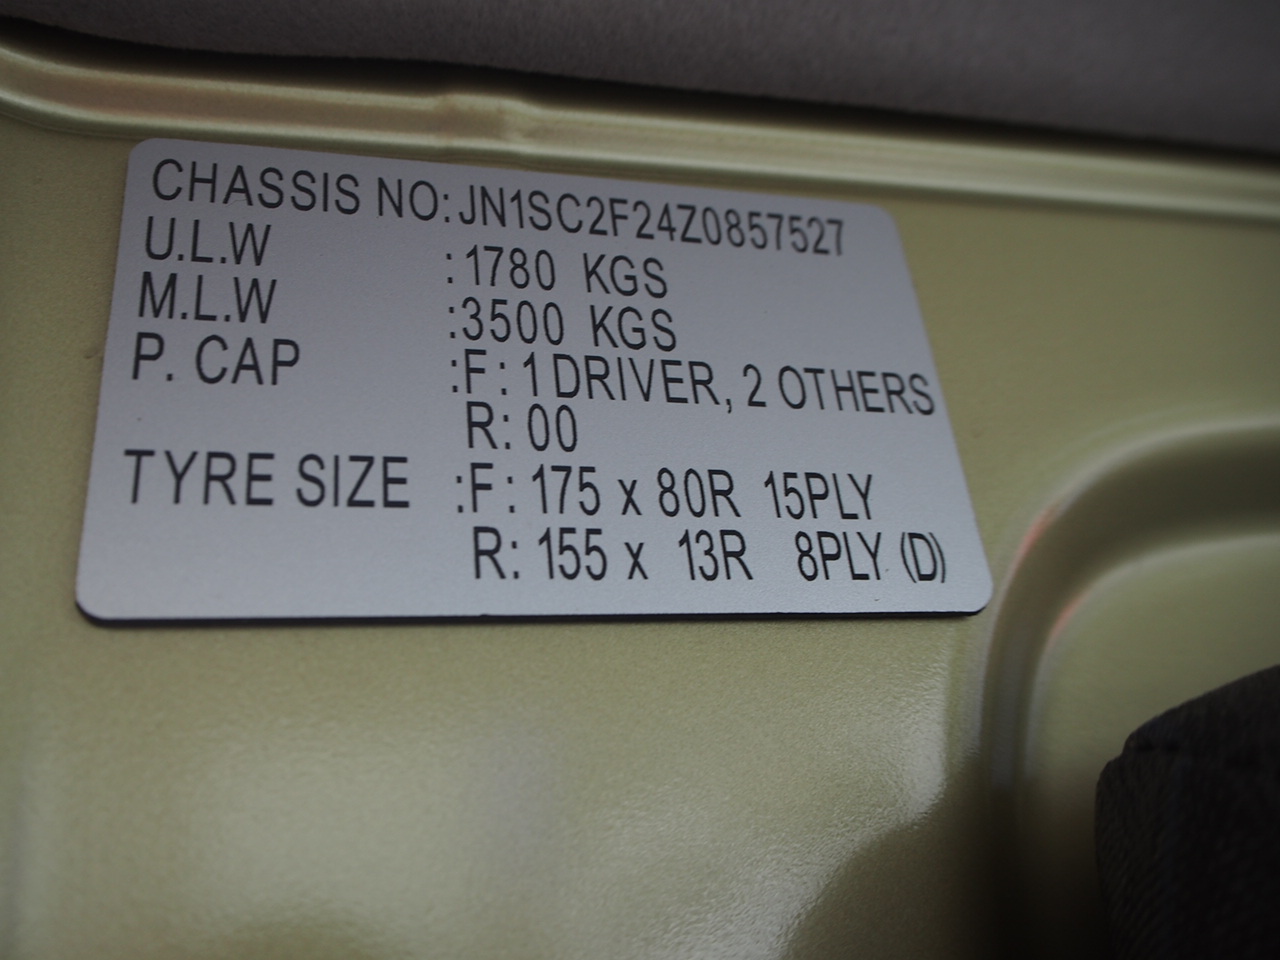 CHASSIS NO: JN1SC2F24Z0857527
U.L.W :1780 KGS
M.L.W :3500 KGS
P. CAP :F: 1 DRIVER, 2 OTHERS
R: 00
TYRE SIZE :F: 175 x 80R 15PLY
R: 155 x 13R 8PLY (D)